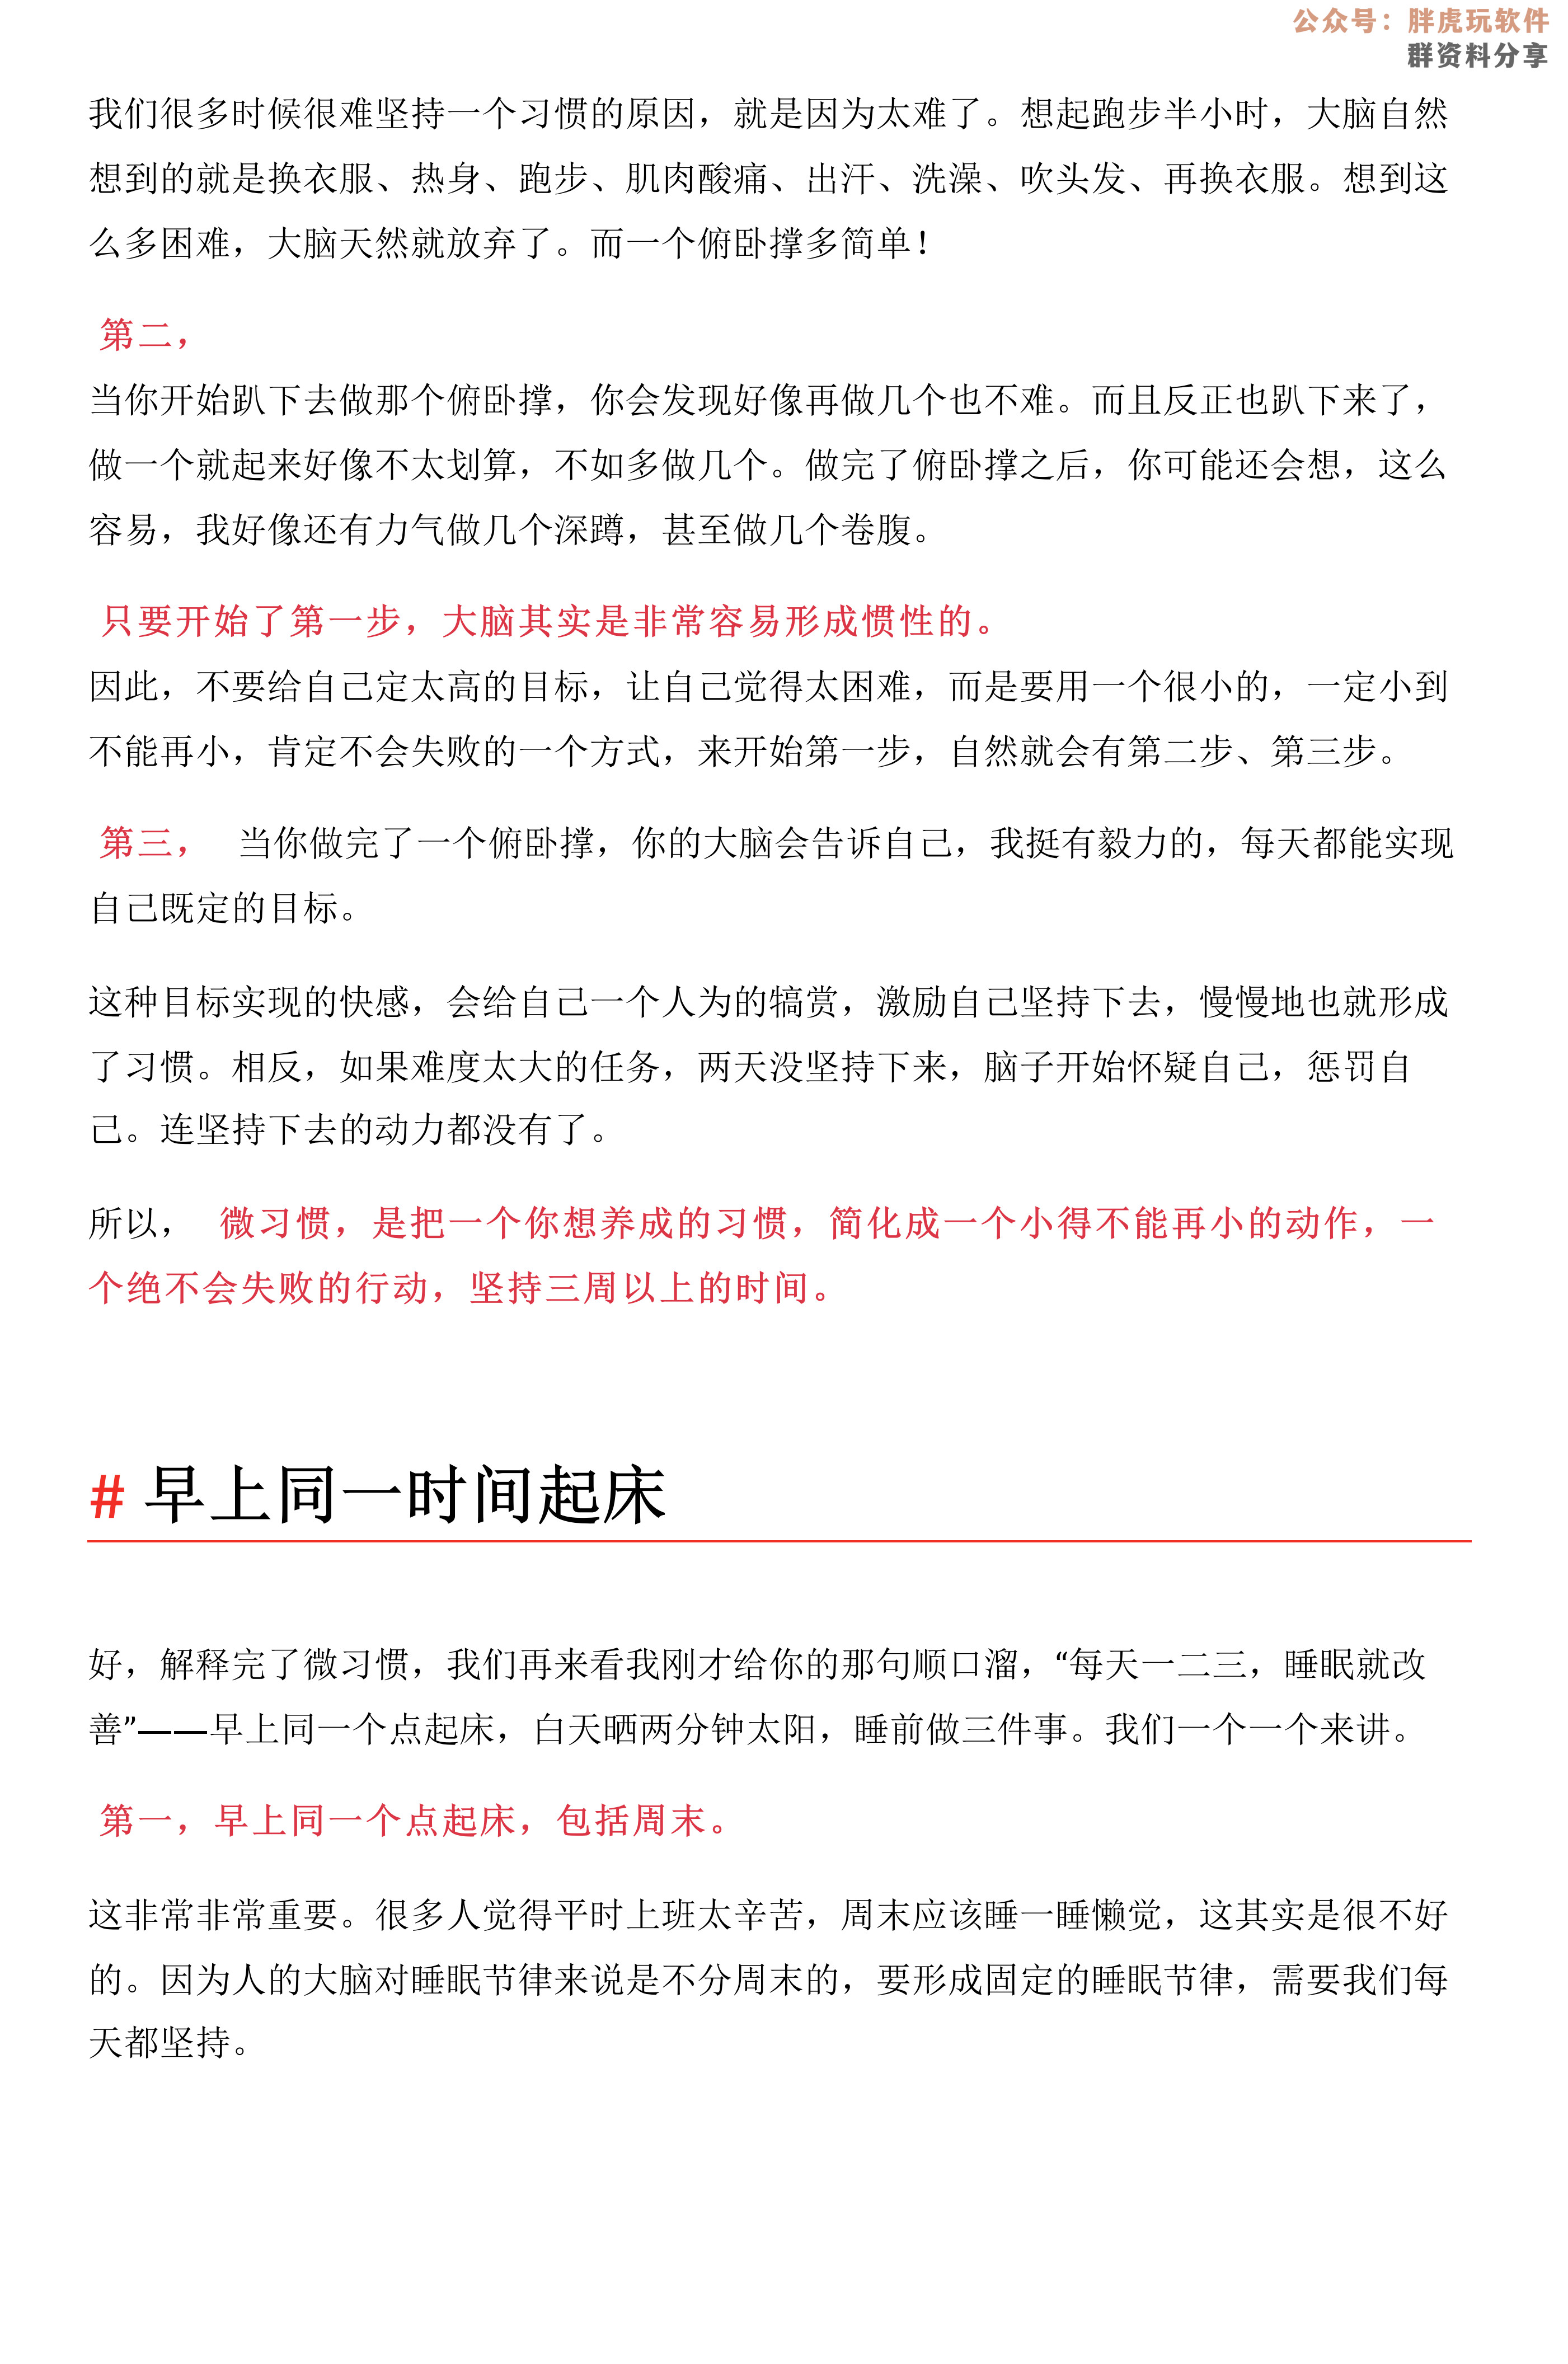 公众号：胖虎玩软件
群资料分享
我们很多时候很难坚持一个习惯的原因，就是因为太难了。想起跑步半小时，大脑自然
想到的就是换衣服、热身、跑步、肌肉酸痛、出汗、洗澡、吹头发、再换衣服。想到这
么多困难，大脑天然就放弃了。而一个俯卧撑多简单！
第二，
当你开始趴下去做那个俯卧撑，你会发现好像再做几个也不难。而且反正也趴下来了，
做一个就起来好像不太划算，不如多做几个。做完了俯卧撑之后，你可能还会想，这么
容易，我好像还有力气做几个深蹲，甚至做几个卷腹。
只要开始了第一步，大脑其实是非常容易形成惯性的。
因此，不要给自己定太高的目标，让自己觉得太困难，而是要用一个很小的，一定小到
不能再小，肯定不会失败的一个方式，来开始第一步，自然就会有第二步、第三步。
第三， 当你做完了一个俯卧撑，你的大脑会告诉自己，我挺有毅力的，每天都能实现
自己既定的目标。
这种目标实现的快感，会给自己一个人为的犒赏，激励自己坚持下去，慢慢地也就形成
了习惯。相反，如果难度太大的任务，两天没坚持下来，脑子开始怀疑自己，惩罚自
己。连坚持下去的动力都没有了。
所以， 微习惯，是把一个你想养成的习惯，简化成一个小得不能再小的动作，一
个绝不会失败的行动，坚持三周以上的时间。
# 早上同一时间起床
好，解释完了微习惯，我们再来看我刚才给你的那句顺口溜，“每天一二三，睡眠就改
善”——早上同一个点起床，白天晒两分钟太阳，睡前做三件事。我们一个一个来讲。
第一，早上同一个点起床，包括周末。
这非常非常重要。很多人觉得平时上班太辛苦，周末应该睡一睡懒觉，这其实是很不好
的。因为人的大脑对睡眠节律来说是不分周末的，要形成固定的睡眠节律，需要我们每
天都坚持。